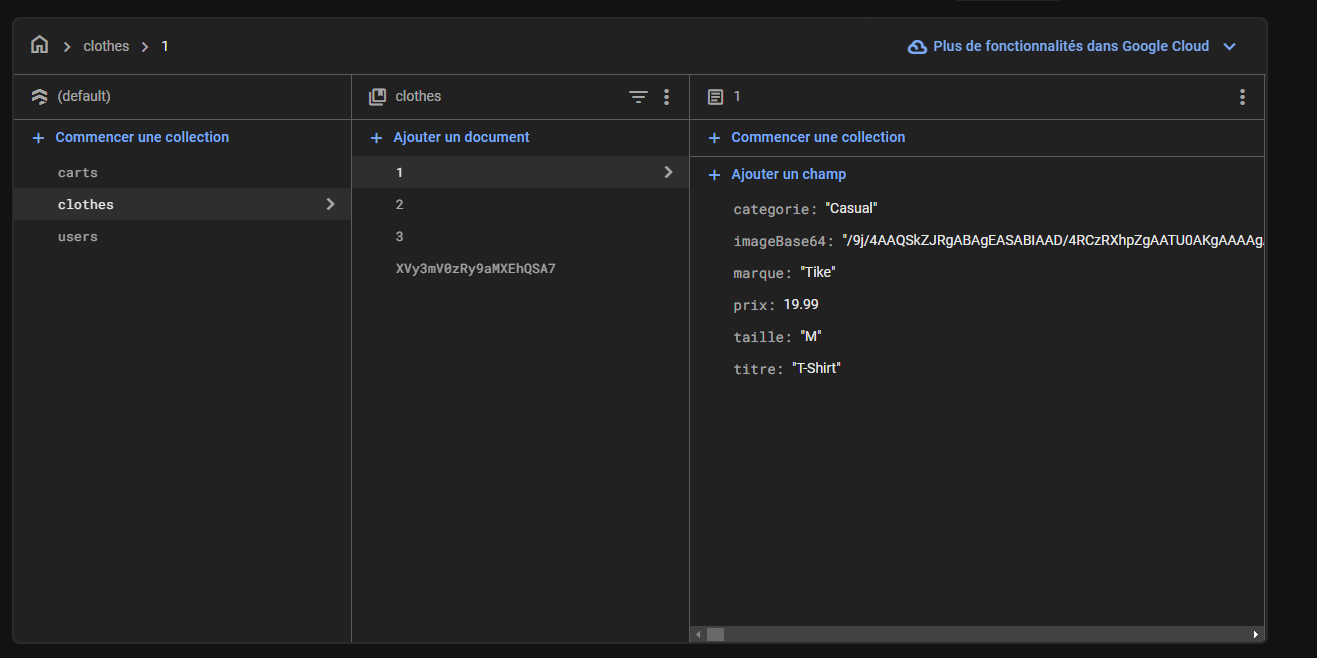 clothes
1
Plus de fonctionnalités dans Google Cloud
(default)
Commencer une collection
carts
clothes
users
clothes
Ajouter un document
1
2
3
XVy3mV0zRy9aMXEhQSA7
1
Commencer une collection
Ajouter un champ
categorie: "Casual"
imageBase64: "/9j/4AAQSkZJRgABAgEASABIAAD/4RCzRXhpZgAATU0AKgAAAAg
marque: "Tike"
prix: 19.99
taille: "M"
titre: "T-Shirt"